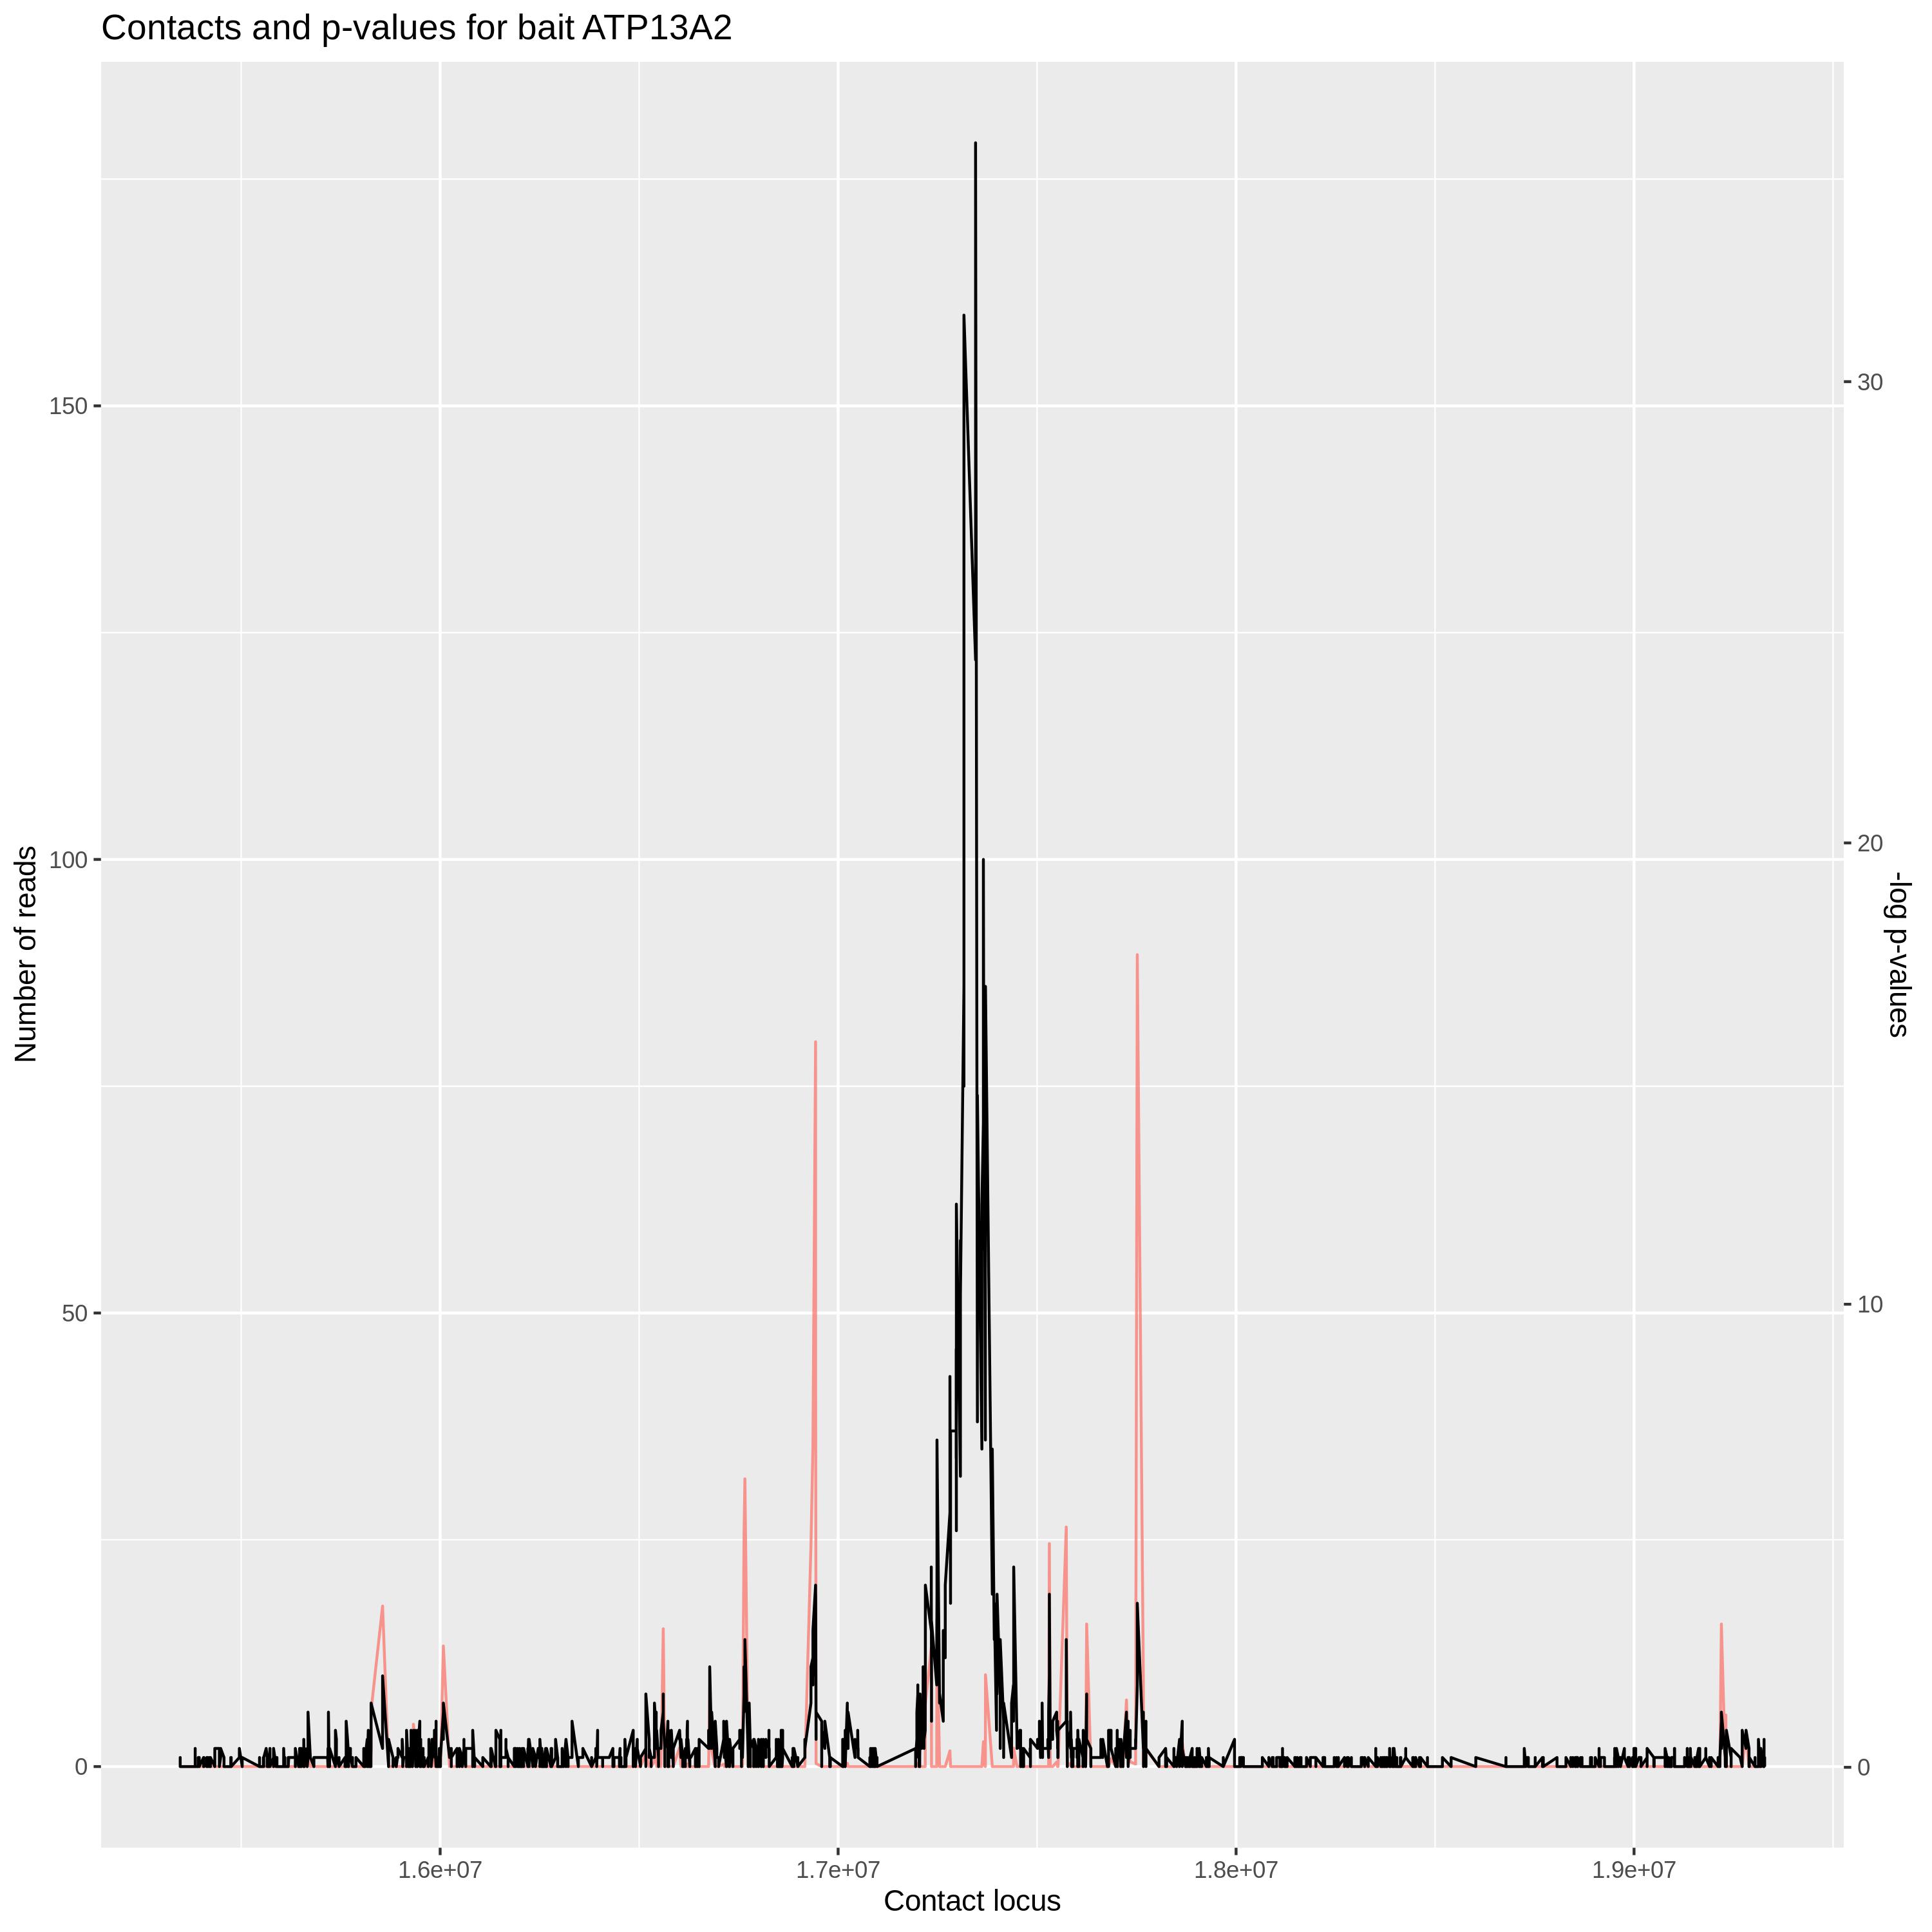 Contacts and p-values for bait ATP13A2
150
100
50
0
30
20
10
0
Number of reads
-log p-values
1.6e+07
1.7e+07
1.8e+07
1.9e+07
Contact locus